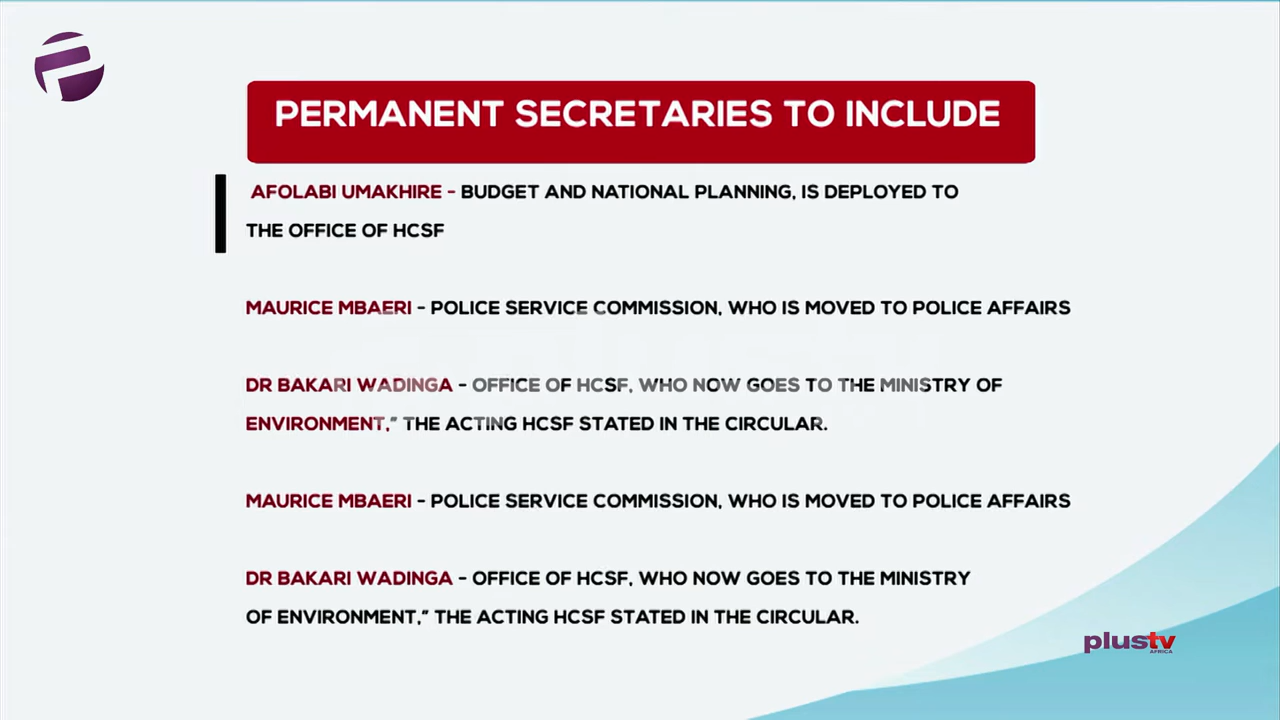 PERMANENT SECRETARIES TO INCLUDE
AFOLABI UMAKHIRE - BUDGET AND NATIONAL PLANNING, IS DEPLOYED TO
THE OFFICE OF HCSF
MAURICE MBAERI - POLICE SERVICE COMMISSION, WHO IS MOVED TO POLICE AFFAIRS
DR BAKARI WADINGA - OFFICE OF HCSF, WHO NOW GOES TO THE MINISTRY OF
ENVIRONMENT,” THE ACTING HCSF STATED IN THE CIRCULAR.
MAURICE MBAERI - POLICE SERVICE COMMISSION, WHO IS MOVED TO POLICE AFFAIRS
DR BAKARI WADINGA - OFFICE OF HCSF, WHO NOW GOES TO THE MINISTRY
OF ENVIRONMENT,” THE ACTING HCSF STATED IN THE CIRCULAR.
plustv
AFRICA